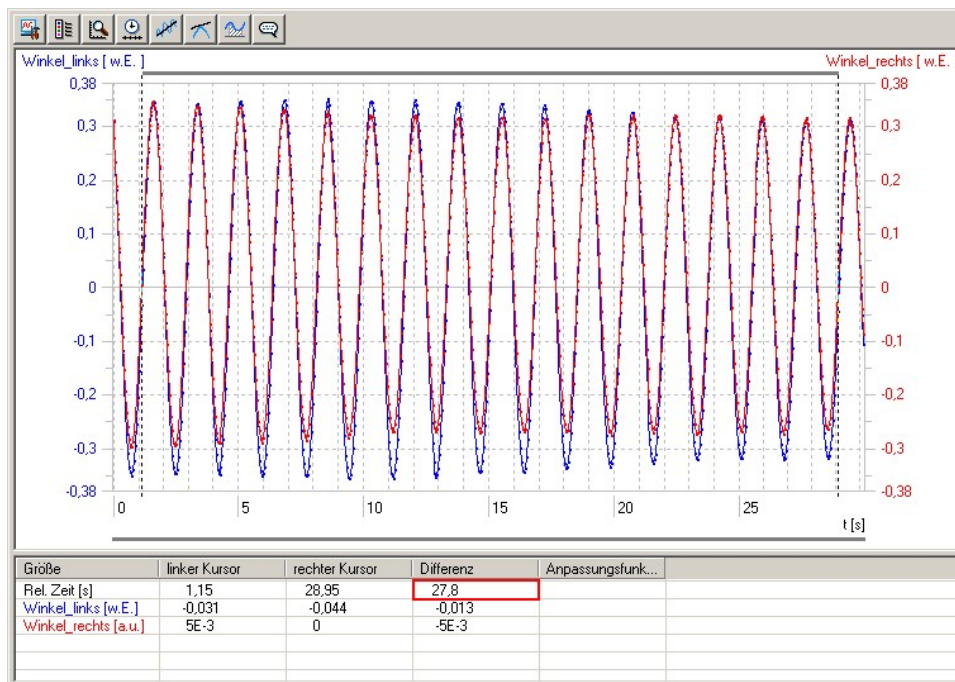 Winkel_links [ w.E. ] Winkel_rechts [ w.E.
0,38 0,38
0,3 0,3
0,2 0,2
0,1 0,1
0 0
-0,1 -0,1
-0,2 -0,2
-0,3 -0,3
-0,38 -0,38
0 5 10 15 20 25
t [s]
Größe linker Kursor rechter Kursor Differenz Anpassungsfunk...
Rel. Zeit [s] 1,15 28,95 27,8
Winkel_links [w.E.] -0,031 -0,044 -0,013
Winkel_rechts [a.u.] 5E-3 0 -5E-3